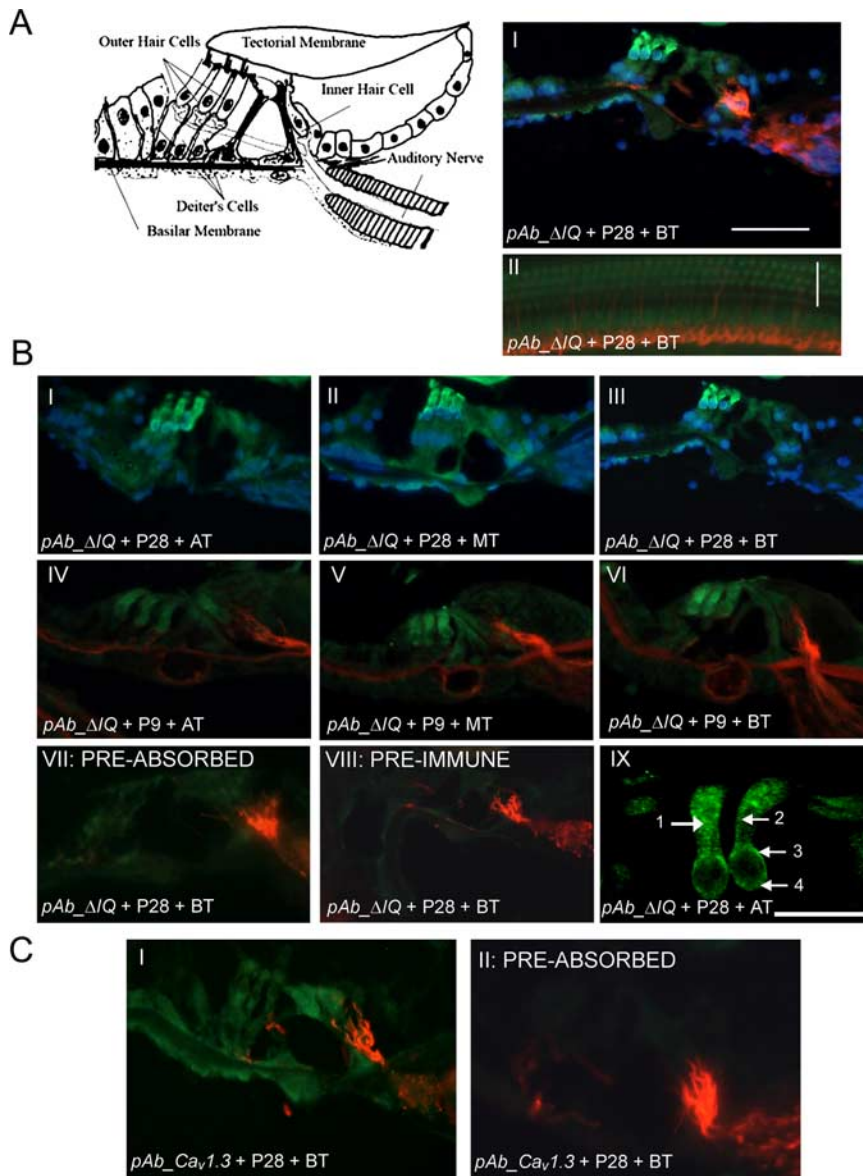 A
Outer Hair Cells
Tectorial Membrane
Inner Hair Cell
Auditory Nerve
Deiter's Cells
Basilar Membrane
I
pAb_ΔIQ + P28 + BT
II
pAb_ΔIQ + P28 + BT
B
I
pAb_ΔIQ + P28 + AT
II
pAb_ΔIQ + P28 + MT
III
pAb_ΔIQ + P28 + BT
IV
pAb_ΔIQ + P9 + AT
V
pAb_ΔIQ + P9 + MT
VI
pAb_ΔIQ + P9 + BT
VII: PRE-ABSORBED
pAb_ΔIQ + P28 + BT
VIII: PRE-IMMUNE
pAb_ΔIQ + P28 + BT
IX
1
2
3
4
pAb_ΔIQ + P28 + AT
C
I
pAb_Cav1.3 + P28 + BT
II: PRE-ABSORBED
pAb_Cav1.3 + P28 + BT